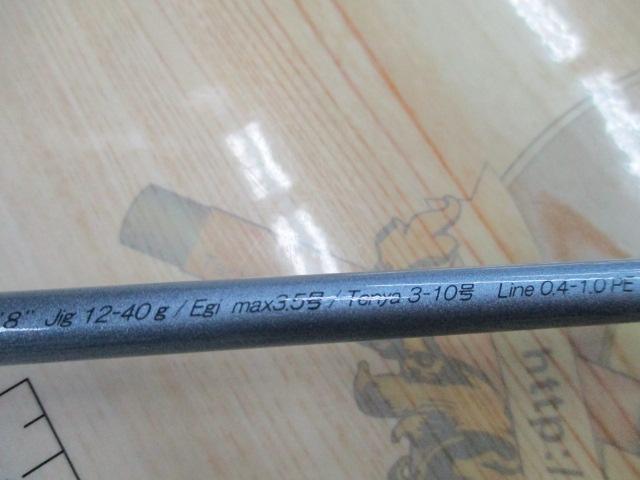 '8" Jig 12-40g / Egi max3.5号 / Tenya 3-10号 Line 0.4-1.0 PE
http:/